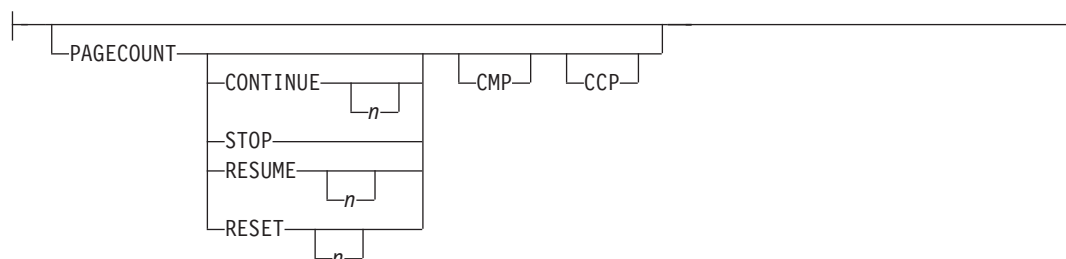 PAGECOUNT
CONTINUE n CMP CCP
STOP
RESUME n
RESET n